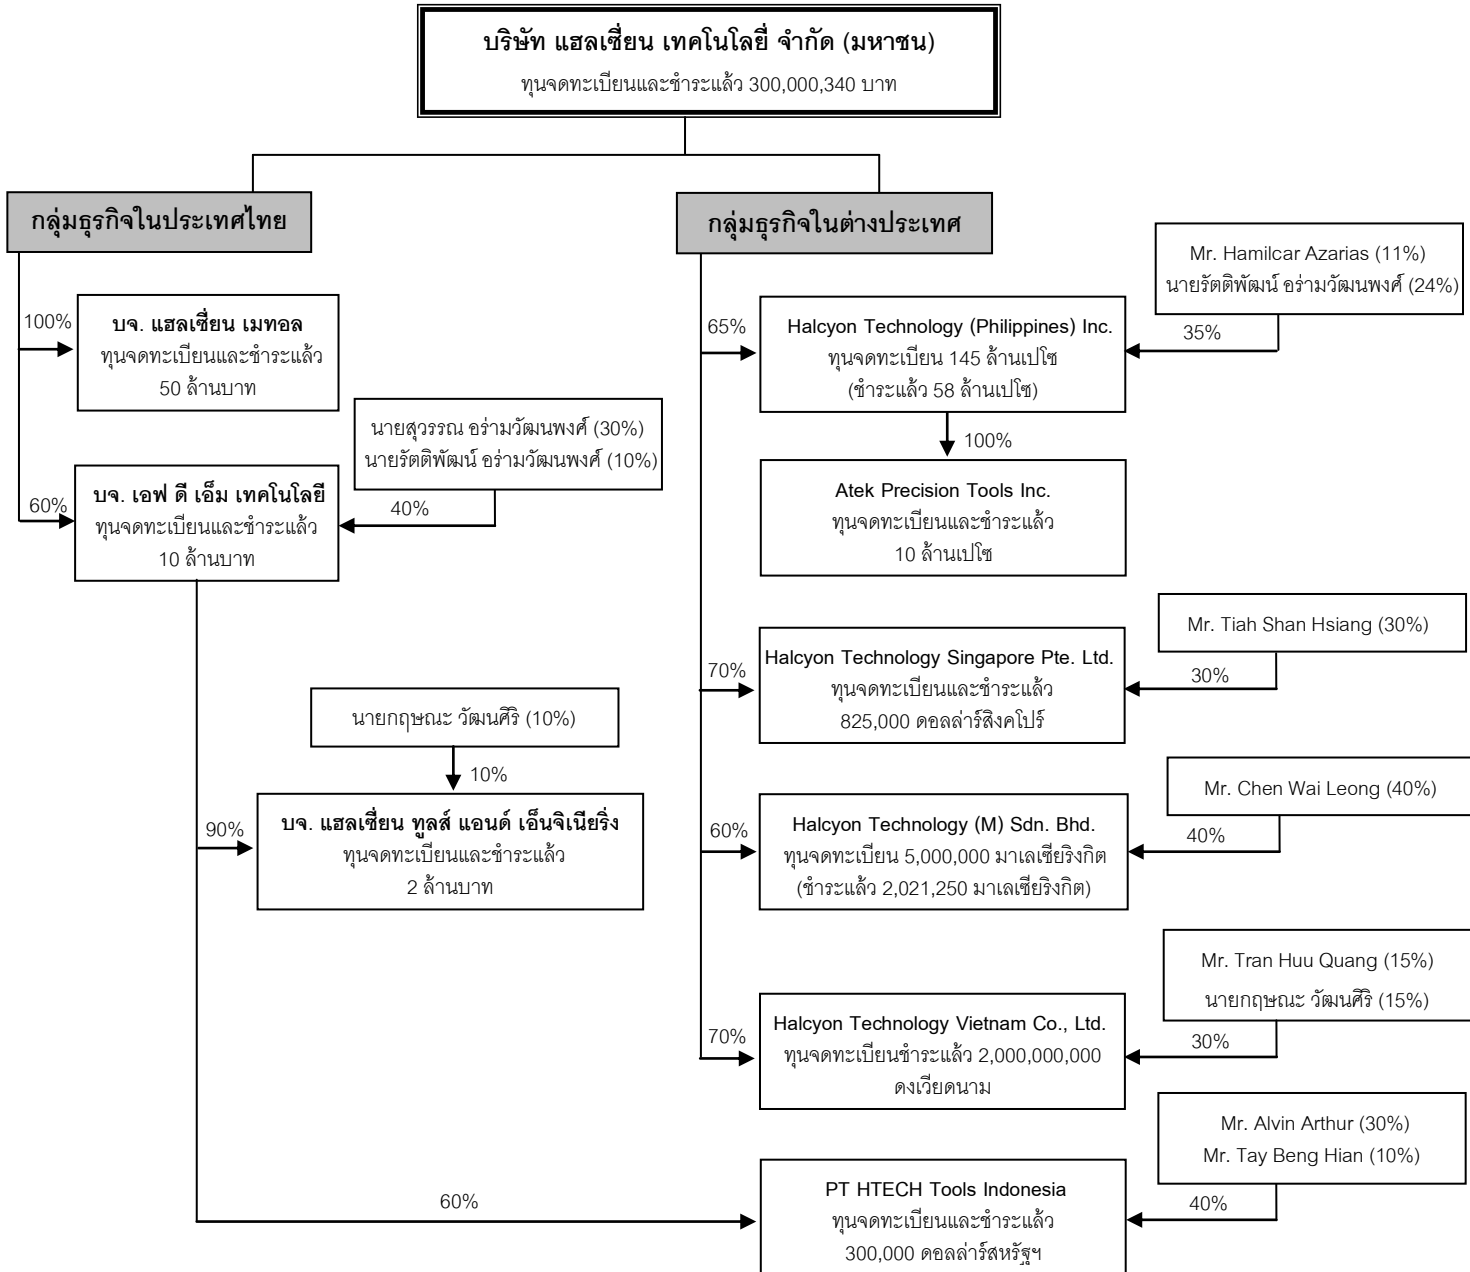 บริษัท แฮลเซี่ยน เทคโนโลยี่ จำกัด (มหาชน)
ทุนจดทะเบียนและชำระแล้ว 300,000,340 บาท
กลุ่มธุรกิจในประเทศไทย
100%
บจ. แฮลเซี่ยน เมทอล
ทุนจดทะเบียนและชำระแล้ว
50 ล้านบาท
นายสุวรรณ อร่ามวัฒนพงศ์ (30%)
นายรัตติพัฒน์ อร่ามวัฒนพงศ์ (10%)
40%
60%
บจ. เอฟ ดี เอ็ม เทคโนโลยี
ทุนจดทะเบียนและชำระแล้ว
10 ล้านบาท
นายกฤษณะ วัฒนศิริ (10%)
10%
90%
บจ. แฮลเซี่ยน ทูลส์ แอนด์ เอ็นจิเนียริ่ง
ทุนจดทะเบียนและชำระแล้ว
2 ล้านบาท
กลุ่มธุรกิจในต่างประเทศ
Mr. Hamilcar Azarias (11%)
นายรัตติพัฒน์ อร่ามวัฒนพงศ์ (24%)
35%
65%
Halcyon Technology (Philippines) Inc.
ทุนจดทะเบียน 145 ล้านเปโซ
(ชำระแล้ว 58 ล้านเปโซ)
100%
Atek Precision Tools Inc.
ทุนจดทะเบียนและชำระแล้ว
10 ล้านเปโซ
Mr. Tiah Shan Hsiang (30%)
30%
70%
Halcyon Technology Singapore Pte. Ltd.
ทุนจดทะเบียนและชำระแล้ว
825,000 ดอลล่าร์สิงคโปร์
Mr. Chen Wai Leong (40%)
40%
60%
Halcyon Technology (M) Sdn. Bhd.
ทุนจดทะเบียน 5,000,000 มาเลเซียริงกิต
(ชำระแล้ว 2,021,250 มาเลเซียริงกิต)
Mr. Tran Huu Quang (15%)
นายกฤษณะ วัฒนศิริ (15%)
30%
70%
Halcyon Technology Vietnam Co., Ltd.
ทุนจดทะเบียนชำระแล้ว 2,000,000,000
ดงเวียดนาม
Mr. Alvin Arthur (30%)
Mr. Tay Beng Hian (10%)
40%
60%
PT HTECH Tools Indonesia
ทุนจดทะเบียนและชำระแล้ว
300,000 ดอลล่าร์สหรัฐฯ